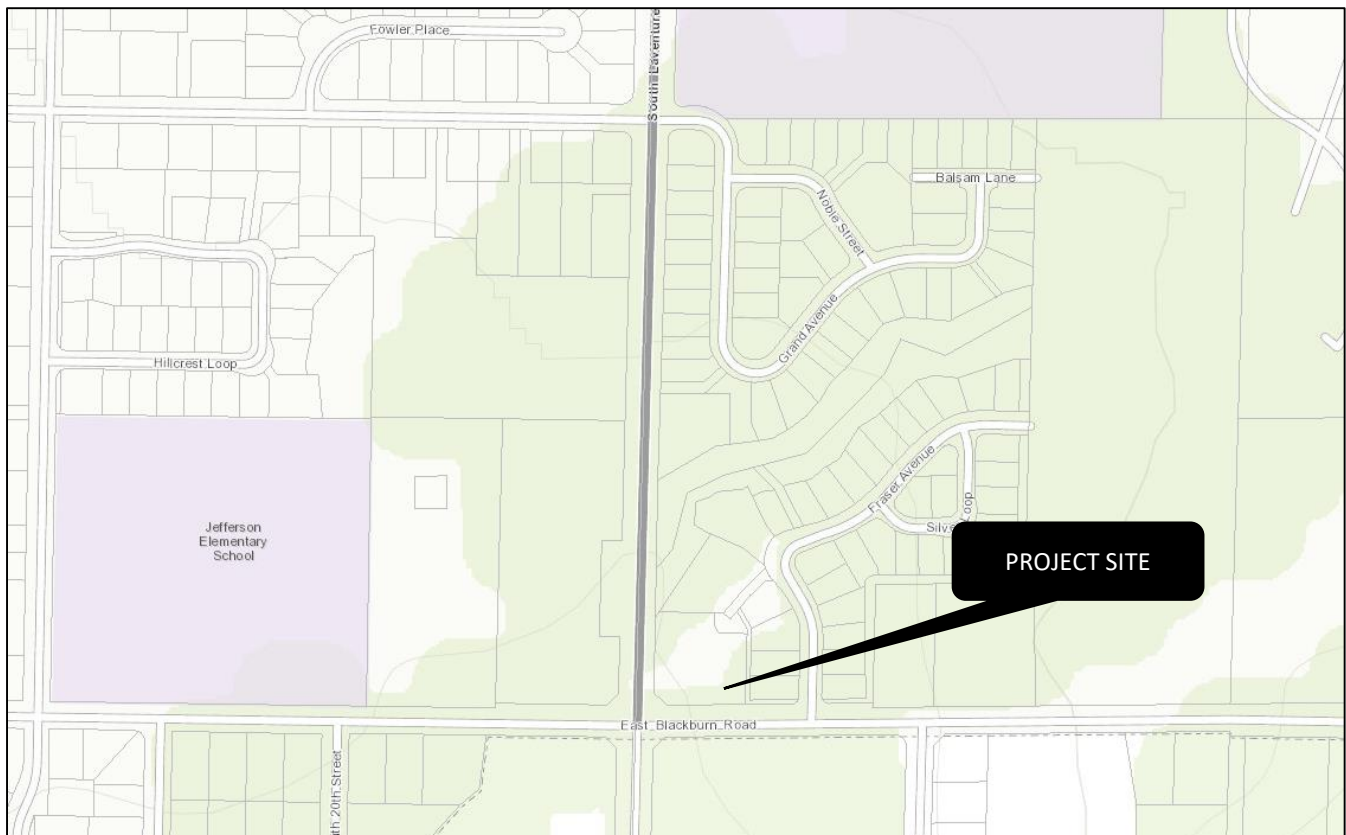 Fowler Place
South Laventure
Balsam Lane
Noble Street
Grand Avenue
Hillcrest Loop
Fraser Avenue
Jefferson
Elementary
School
Loop
PROJECT SITE
East Blackburn Road
20th Street